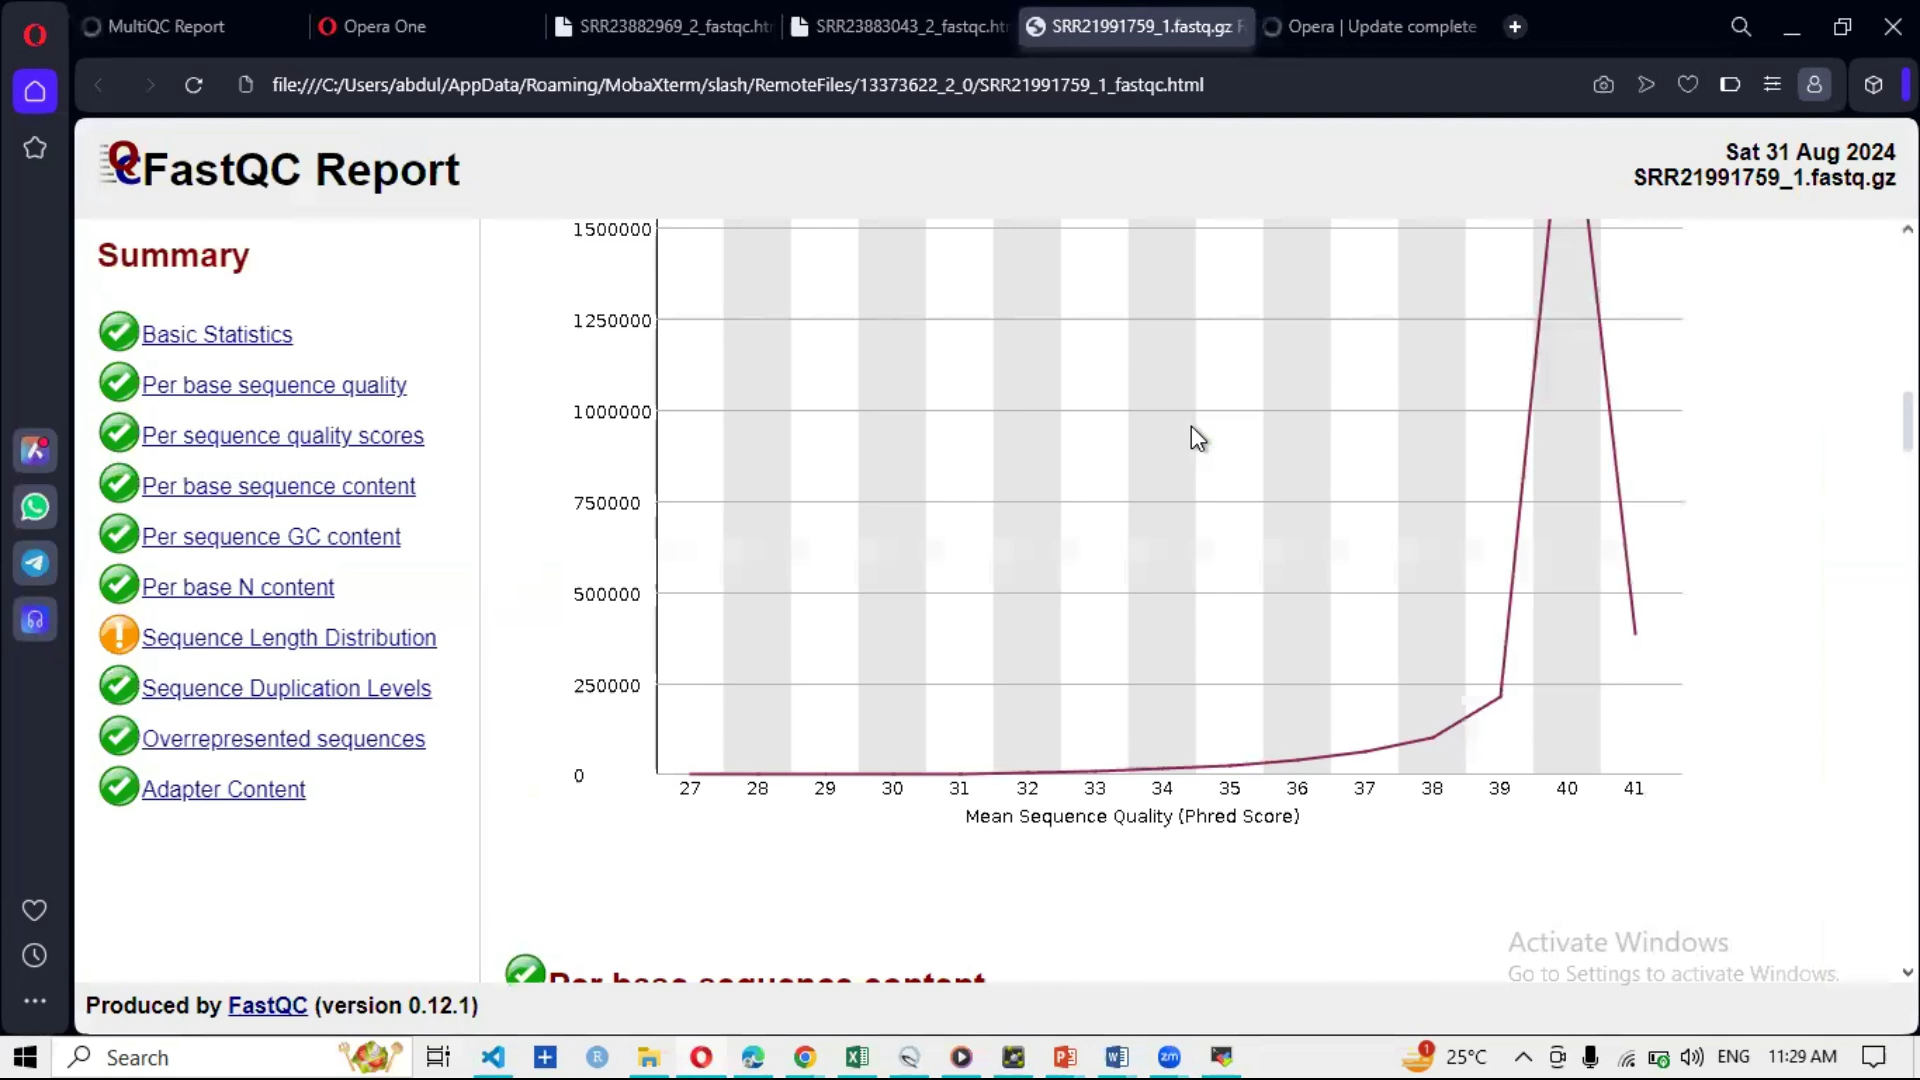 MultiQC Report
Opera One
SRR23882969_2_fastqc.ht
SRR23883043_2_fastqc.ht
SRR21991759_1.fastq.gz
Opera | Update complete
file:///C:/Users/abdul/AppData/Roaming/MobaXterm/slash/RemoteFiles/13373622_2_0/SRR21991759_1_fastqc.html
FastQC Report
Sat 31 Aug 2024
SRR21991759_1.fastq.gz
Summary
Basic Statistics
Per base sequence quality
Per sequence quality scores
Per base sequence content
Per sequence GC content
Per base N content
Sequence Length Distribution
Sequence Duplication Levels
Overrepresented sequences
Adapter Content
1500000
1250000
1000000
750000
500000
250000
0
27 28 29 30 31 32 33 34 35 36 37 38 39 40 41
Mean Sequence Quality (Phred Score)
Per base sequence content
Activate Windows
Go to Settings to activate Windows.
Produced by FastQC (version 0.12.1)
Search
25°C
ENG
11:29 AM